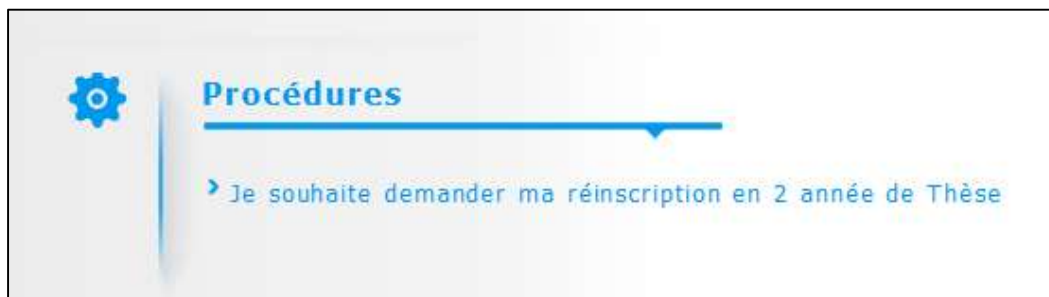 Procédures
Je souhaite demander ma réinscription en 2 année de Thèse